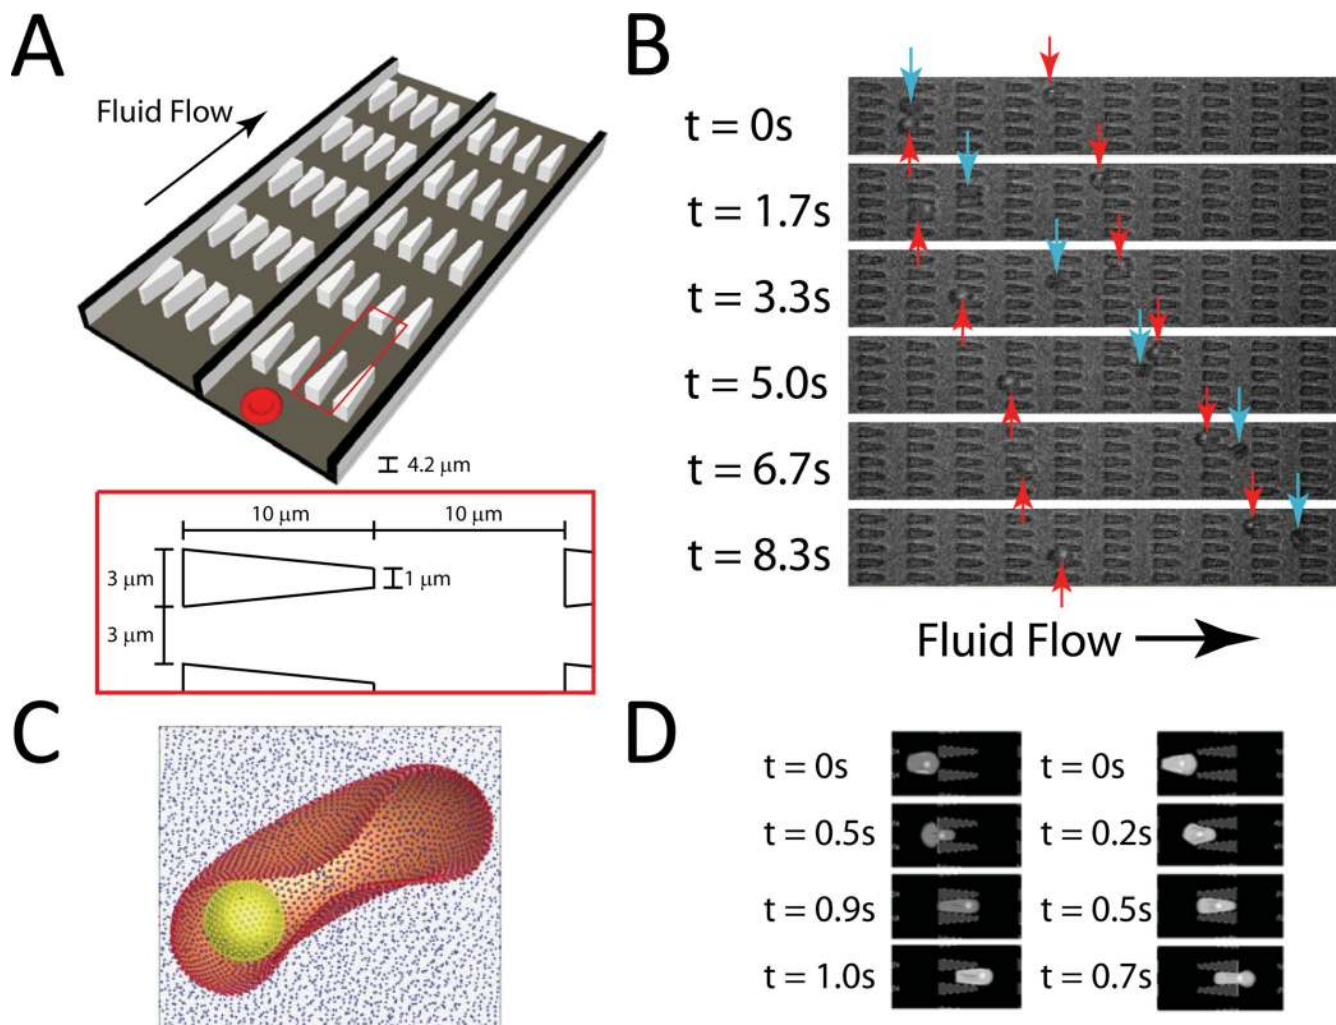 A
Fluid Flow
4.2 μm
10 μm
10 μm
3 μm
1 μm
3 μm
B
t = 0s
t = 1.7s
t = 3.3s
t = 5.0s
t = 6.7s
t = 8.3s
Fluid Flow
C
D
t = 0s
t = 0s
t = 0.5s
t = 0.2s
t = 0.9s
t = 0.5s
t = 1.0s
t = 0.7s